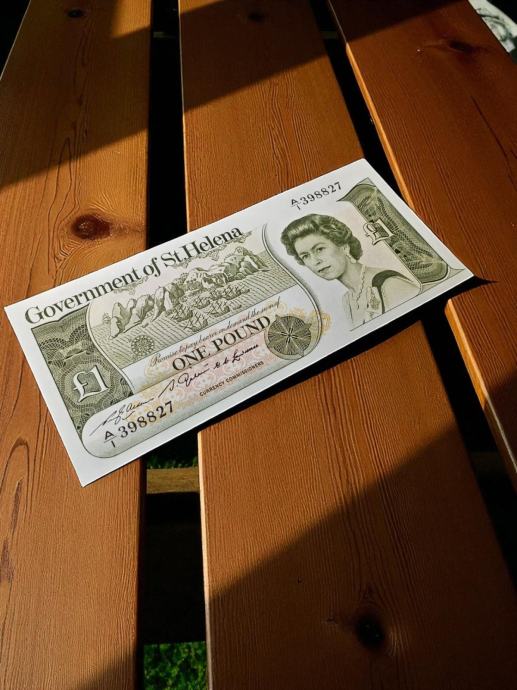 A/1 398827
Government of St. Helena
£1
Promise to pay bearer on demand the sum of
ONE POUND
£1
CURRENCY COMMISSIONERS
A/1 398827